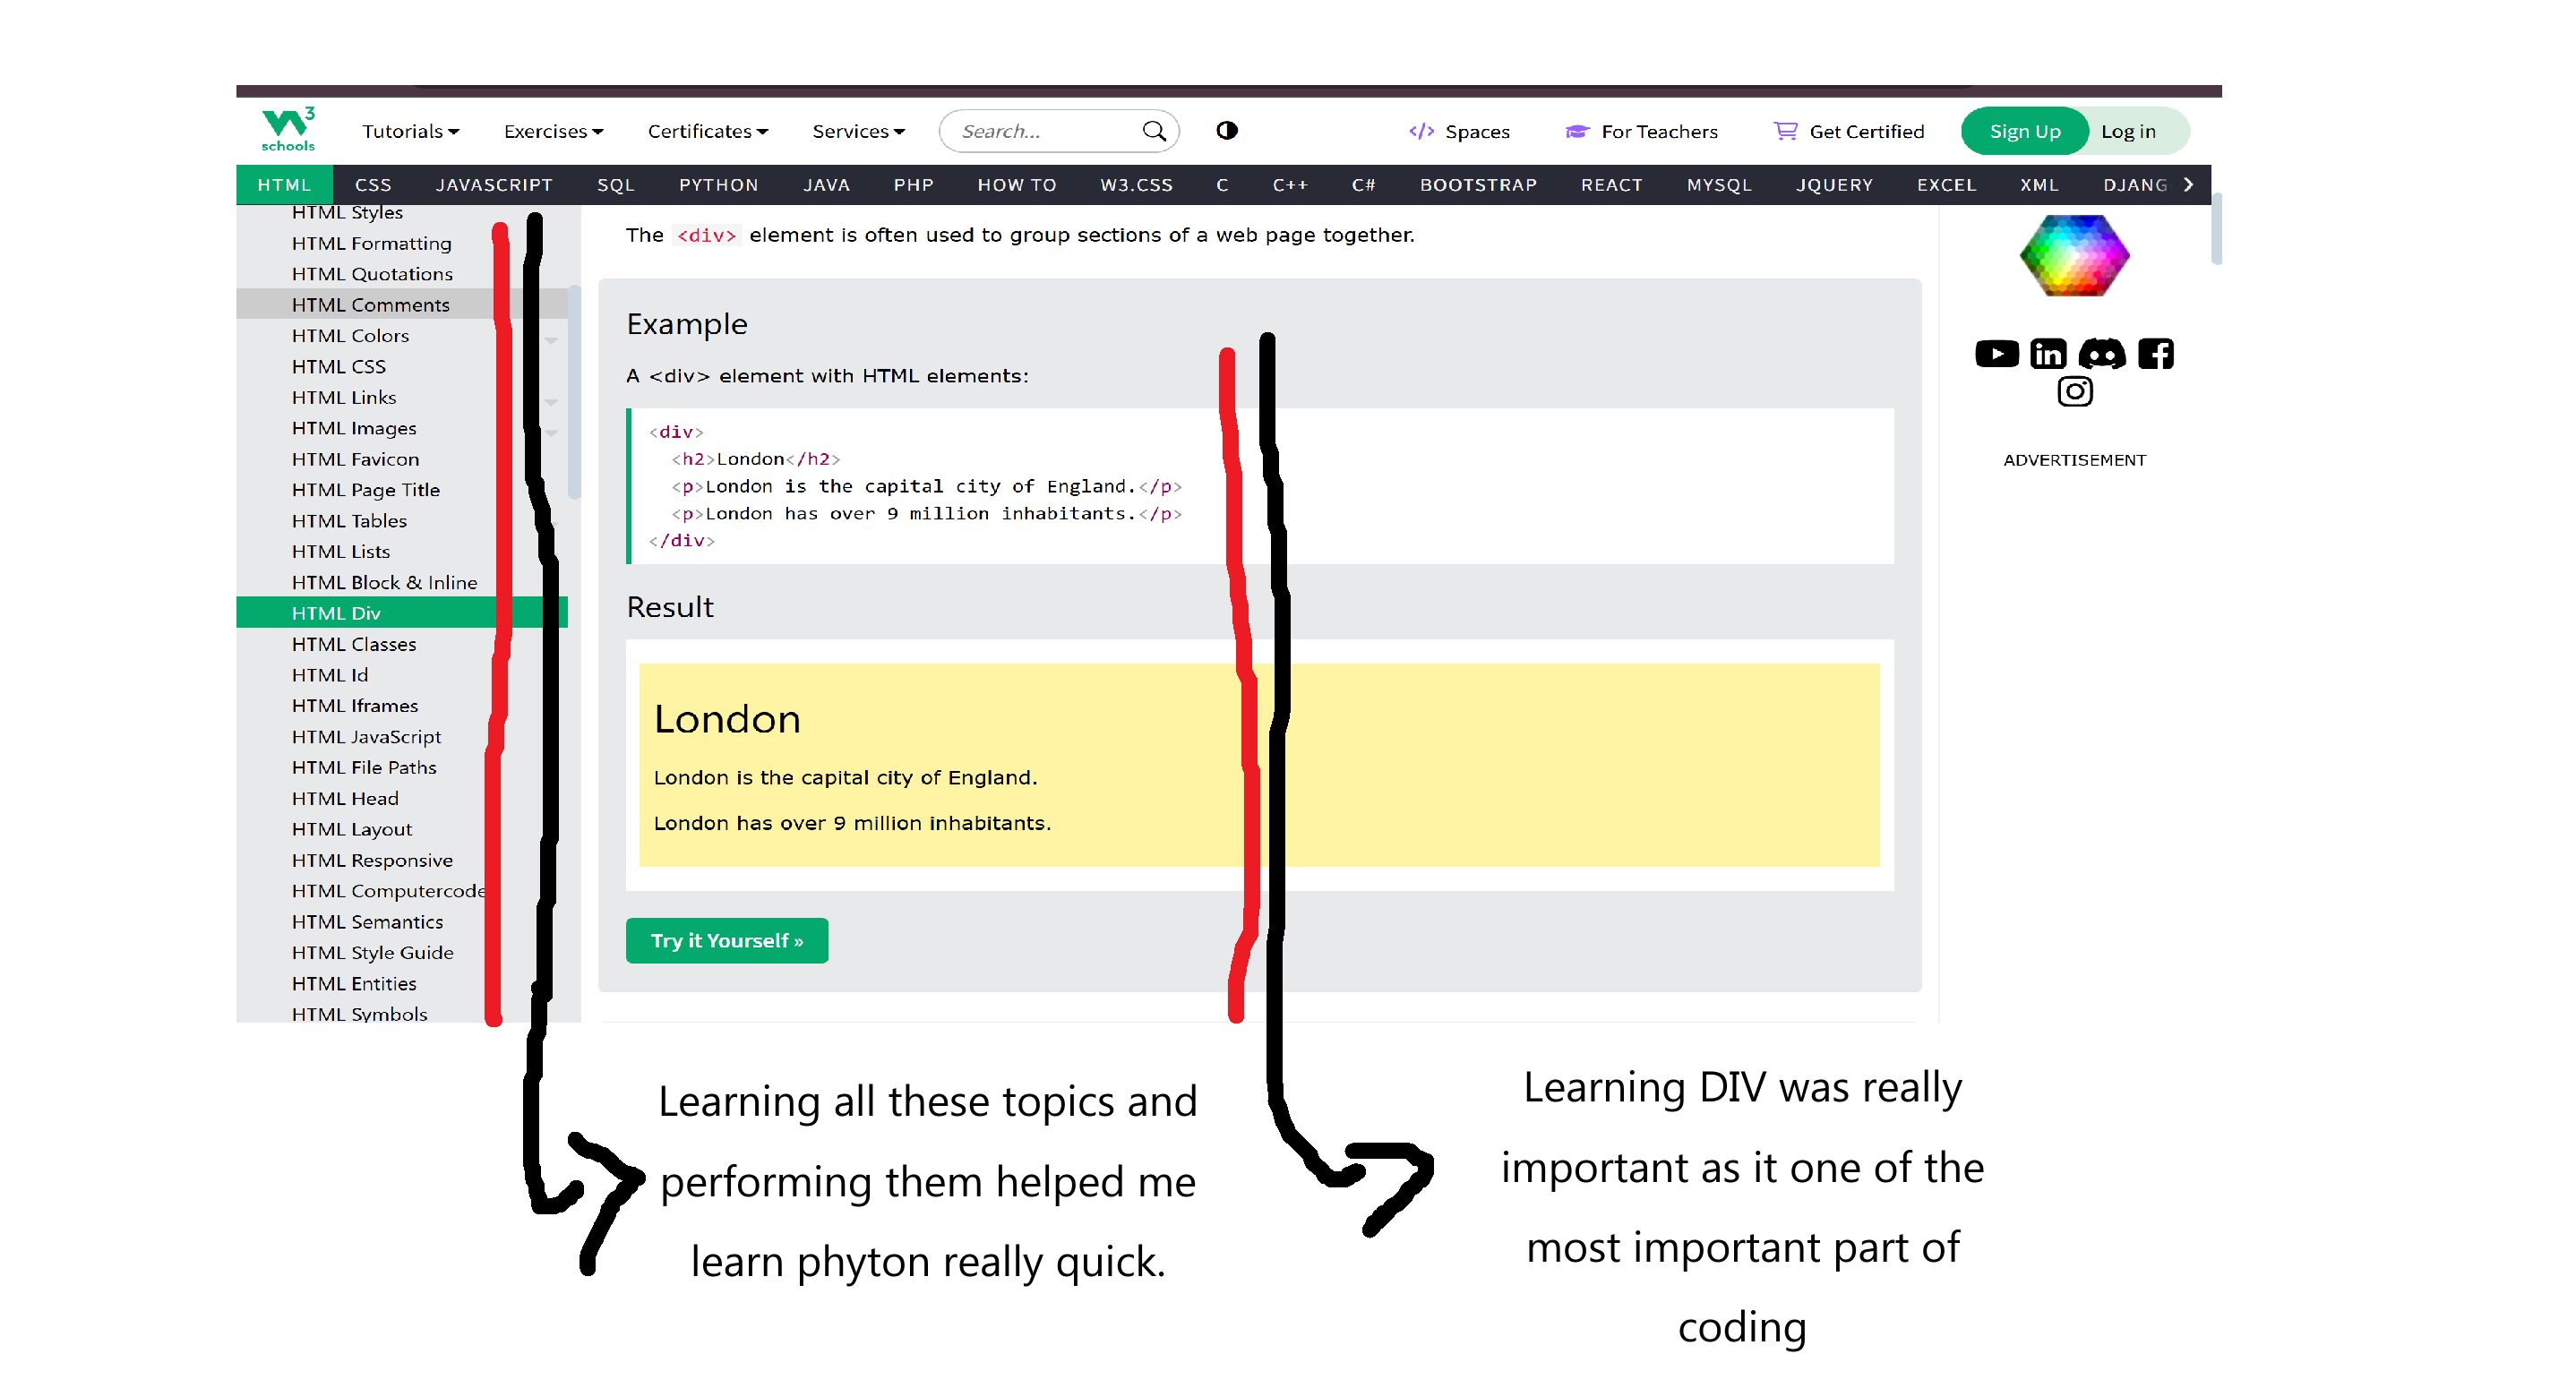 W3 schools
Tutorials Exercises Certificates Services Search... Spaces For Teachers Get Certified Sign Up Log in
HTML CSS JAVASCRIPT SQL PYTHON JAVA PHP HOW TO W3.CSS C C++ C# BOOTSTRAP REACT MYSQL JQUERY EXCEL XML DJANG
HTML Styles
HTML Formatting
HTML Quotations
HTML Comments
HTML Colors
HTML CSS
HTML Links
HTML Images
HTML Favicon
HTML Page Title
HTML Tables
HTML Lists
HTML Block & Inline
HTML Div
HTML Classes
HTML Id
HTML Iframes
HTML JavaScript
HTML File Paths
HTML Head
HTML Layout
HTML Responsive
HTML Computercode
HTML Semantics
HTML Style Guide
HTML Entities
HTML Symbols
The <div> element is often used to group sections of a web page together.
Example
A <div> element with HTML elements:
<div>
<h2>London</h2>
<p>London is the capital city of England.</p>
<p>London has over 9 million inhabitants.</p>
</div>
Result
London
London is the capital city of England.
London has over 9 million inhabitants.
Try it Yourself »
in
ADVERTISEMENT
Learning all these topics and
performing them helped me
learn phyton really quick.
Learning DIV was really
important as it one of the
most important part of
coding